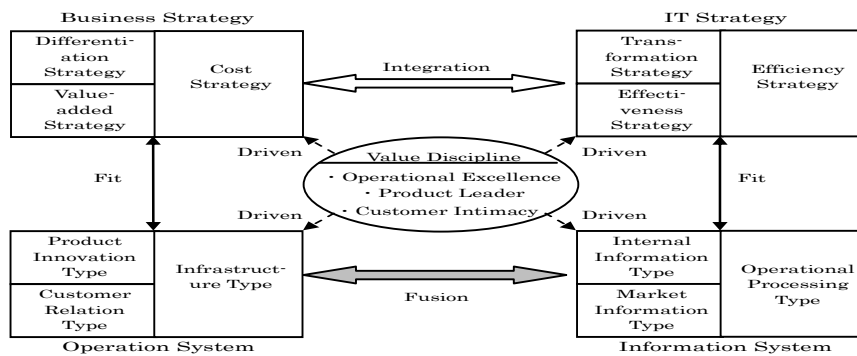 Business Strategy
IT Strategy
Differenti-
ation
Strategy
Cost
Strategy
Value-
added
Strategy
Integration
Trans-
formation
Strategy
Efficiency
Strategy
Effecti-
veness
Strategy
Driven
Driven
Value Discipline
· Operational Excellence
· Product Leader
· Customer Intimacy
Fit
Fit
Driven
Driven
Product
Innovation
Type
Infrastruct-
ure Type
Customer
Relation
Type
Fusion
Internal
Information
Type
Operational
Processing
Type
Market
Information
Type
Operation System
Information System